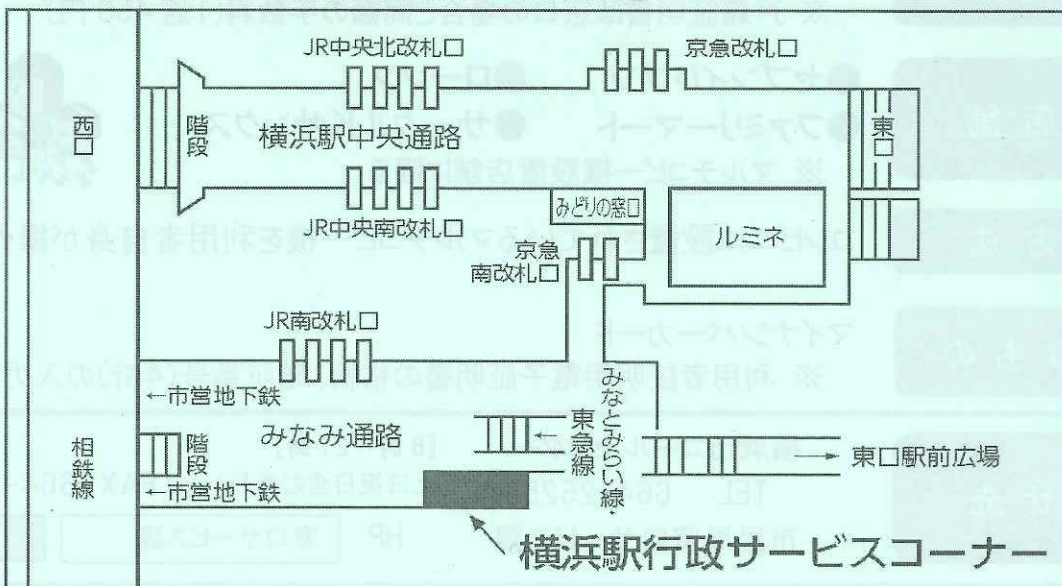 JR中央北改札口
京急改札口
西口
階段
横浜駅中央通路
東口
JR中央南改札口
みどりの窓口
ルミネ
京急
南改札口
JR南改札口
←市営地下鉄
みなみ通路
みなとみらい線・
東急線
相鉄線
階段
←市営地下鉄
東口駅前広場
横浜駅行政サービスコーナー